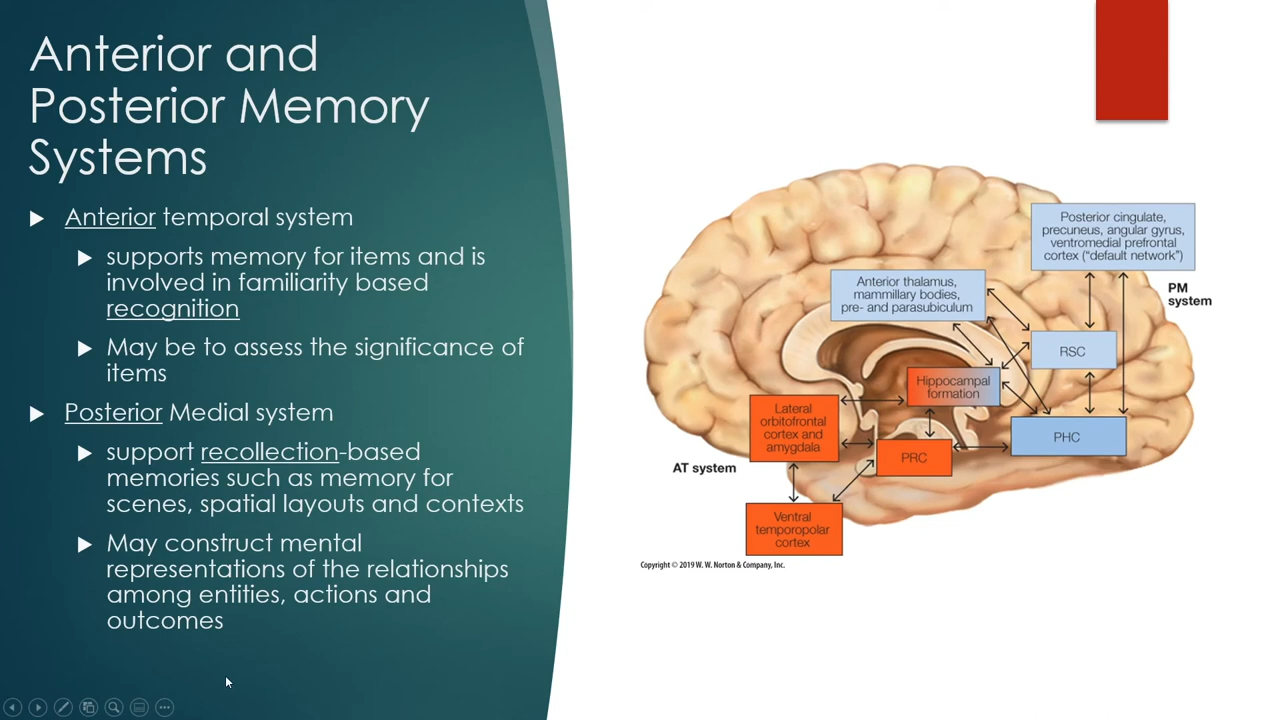 Anterior and
Posterior Memory
Systems
Anterior temporal system
supports memory for items and is
involved in familiarity based
recognition
May be to assess the significance of
items
Posterior Medial system
support recollection-based
memories such as memory for
scenes, spatial layouts and contexts
May construct mental
representations of the relationships
among entities, actions and
outcomes
Posterior cingulate,
precuneus, angular gyrus,
ventromedial prefrontal
cortex (“default network”)
PM
system
Anterior thalamus,
mammillary bodies,
pre- and parasubiculum
RSC
Hippocampal
formation
Lateral
orbitofrontal
cortex and
amygdala
PHC
PRC
AT system
Ventral
temporopolar
cortex
Copyright © 2019 W. W. Norton & Company, Inc.